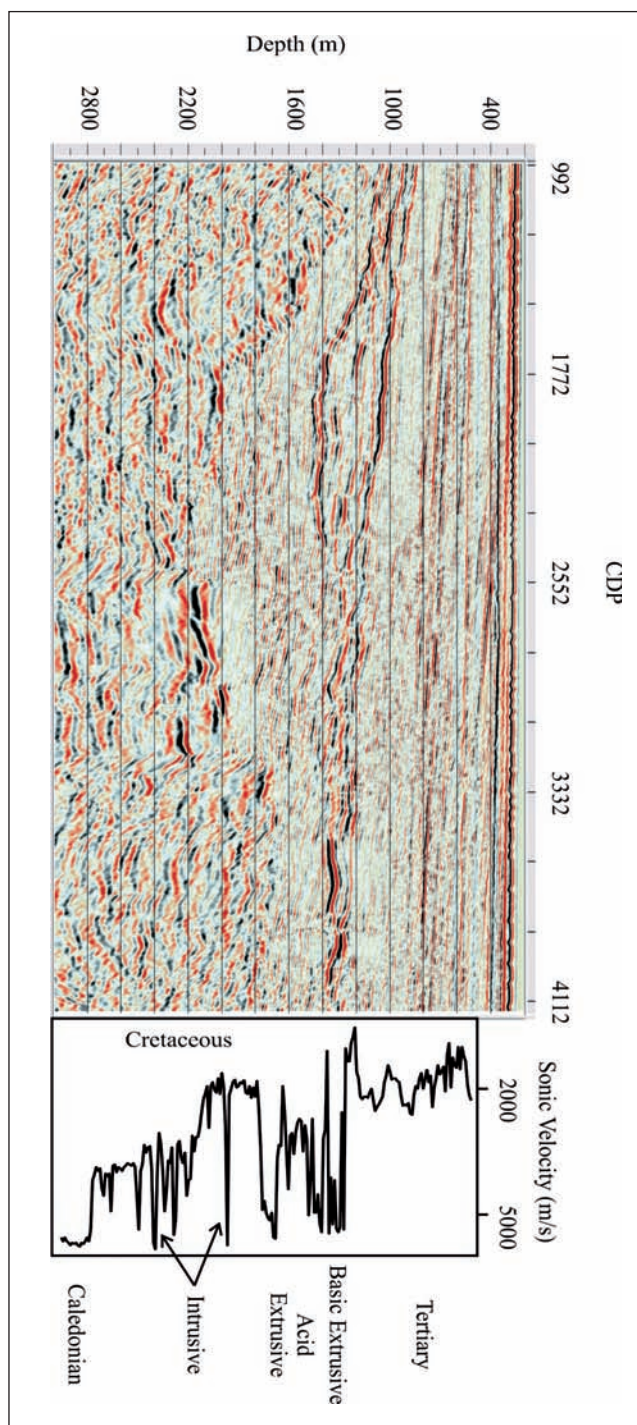 Depth (m)
2800
2200
1600
1000
400
992
1772
2552
3332
4112
CDP
Cretaceous
Sonic Velocity (m/s)
2000
5000
Tertiary
Basic Extrusive
Acid
Extrusive
Intrusive
Caledonian